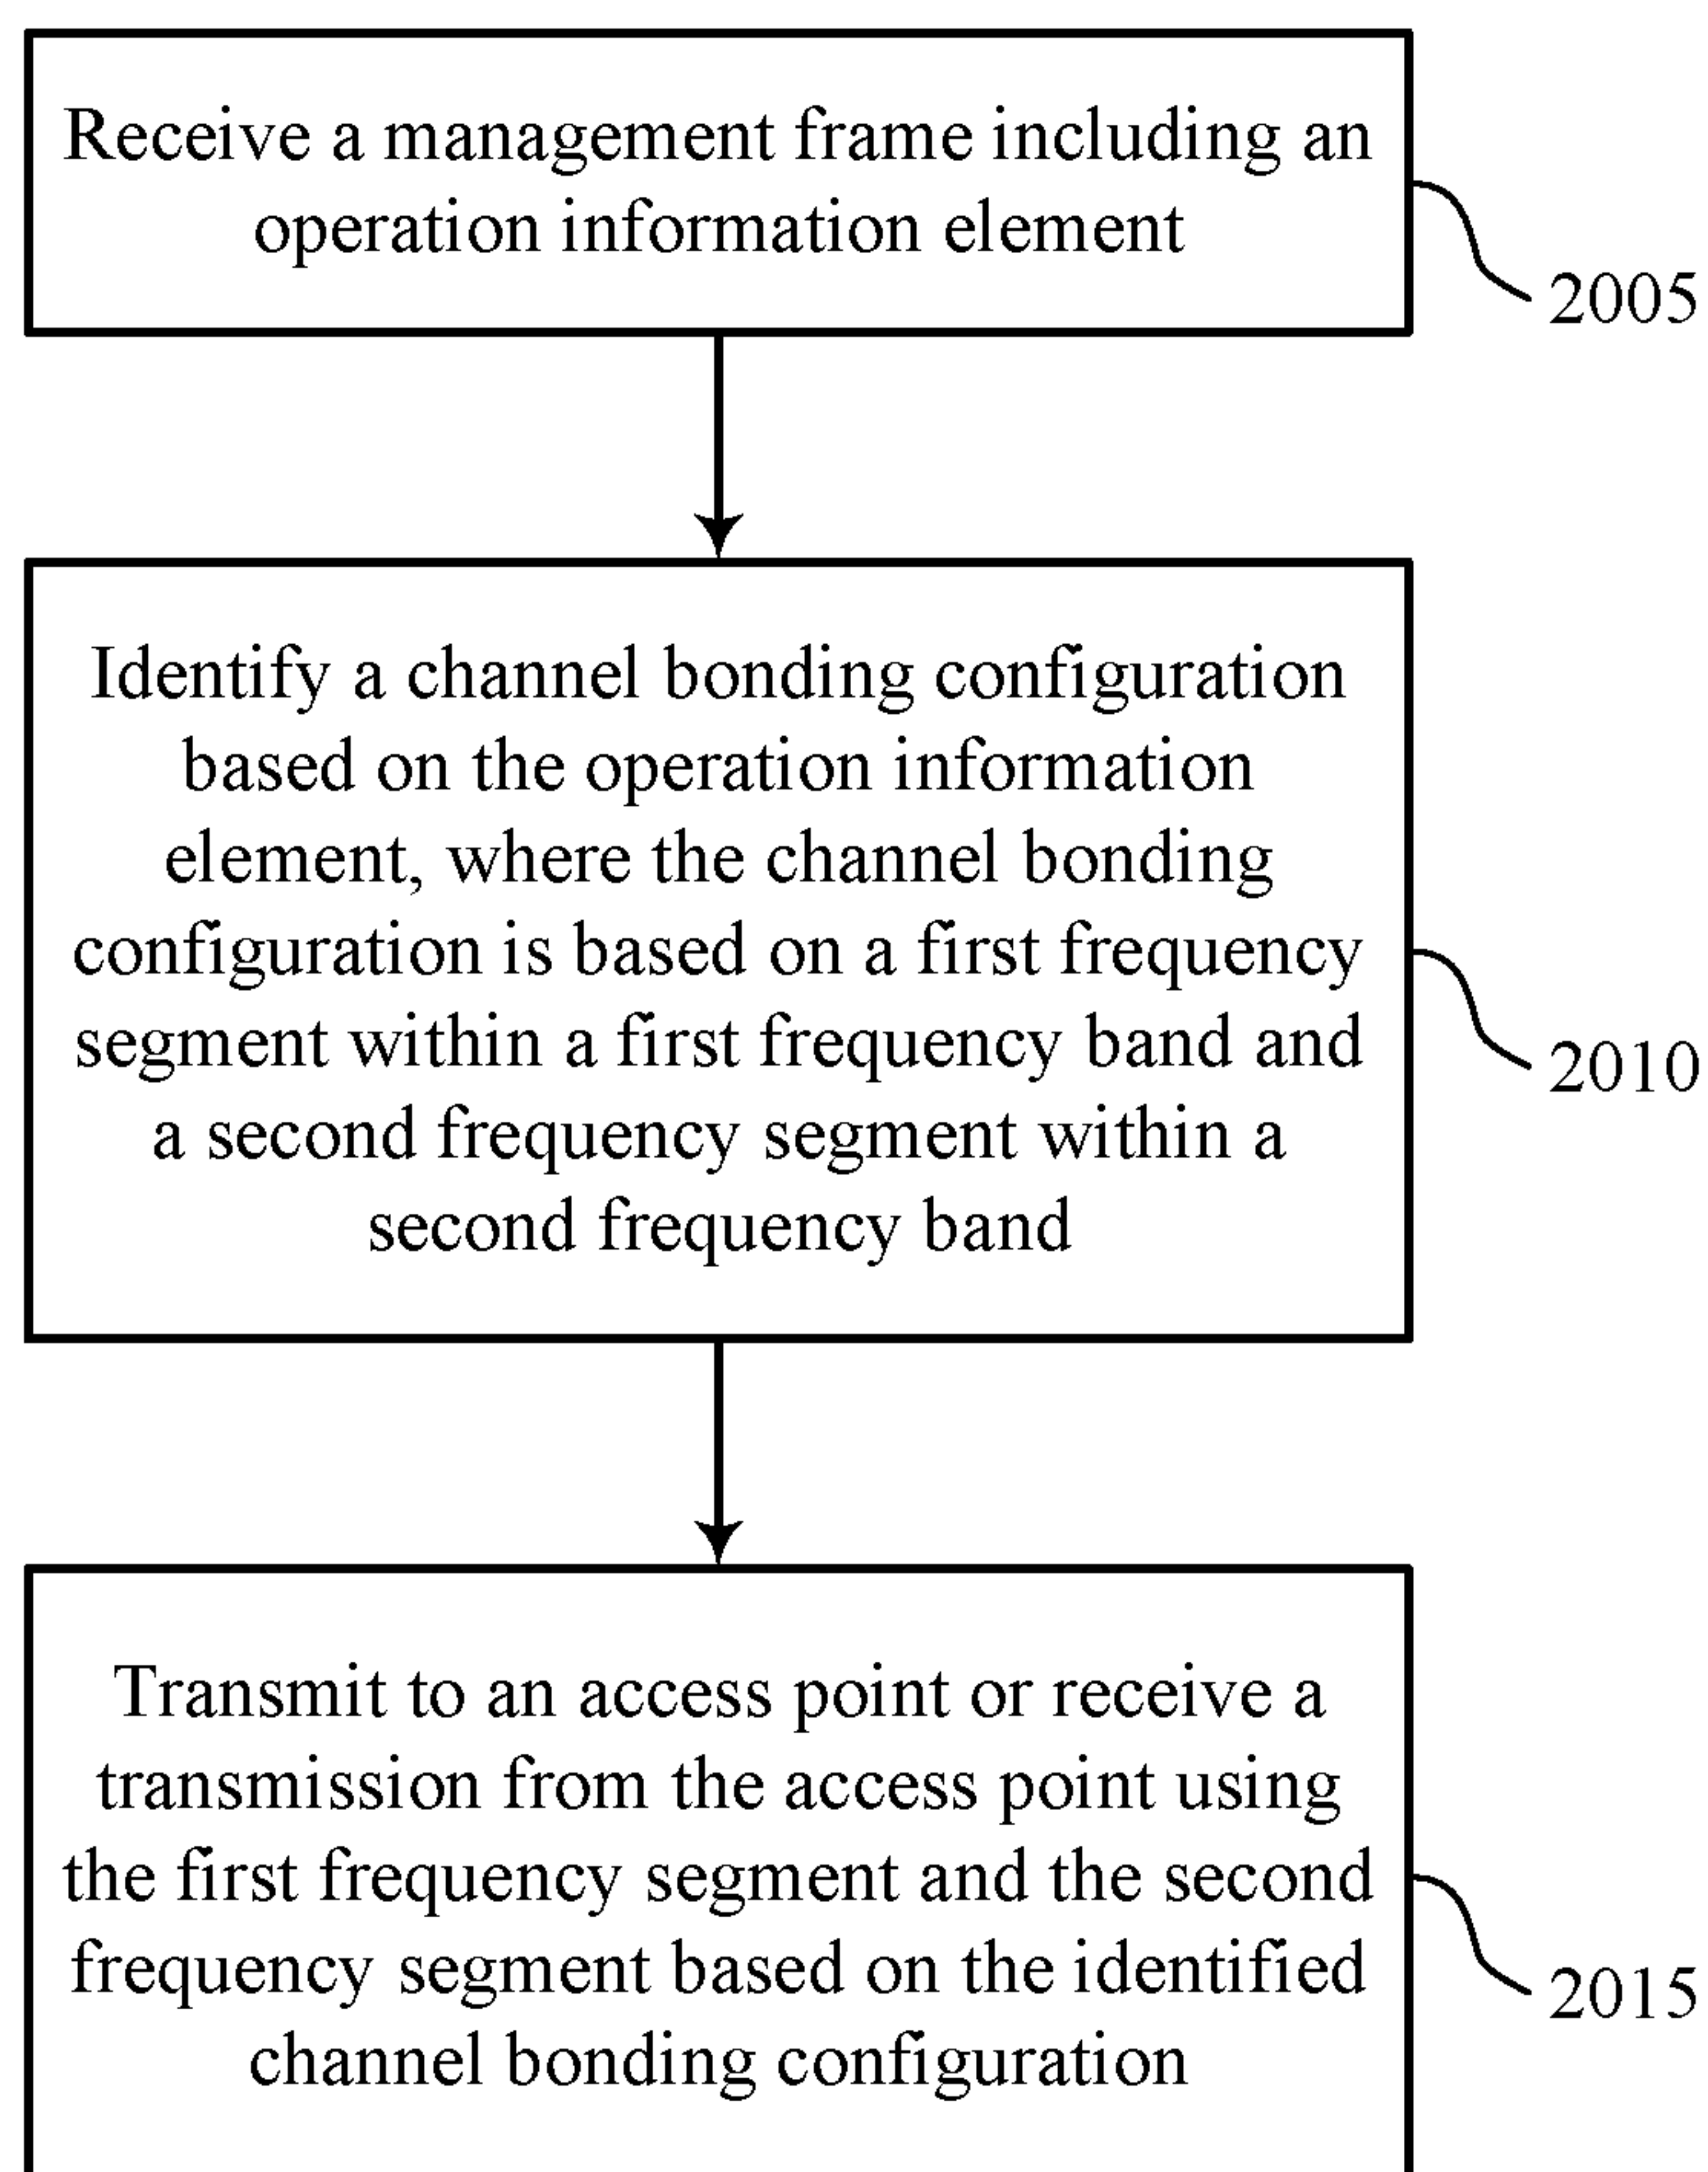 Receive a management frame including an
operation information element
2005
Identify a channel bonding configuration
based on the operation information
element, where the channel bonding
configuration is based on a first frequency
segment within a first frequency band and
a second frequency segment within a
second frequency band
2010
Transmit to an access point or receive a
transmission from the access point using
the first frequency segment and the second
frequency segment based on the identified
channel bonding configuration
2015